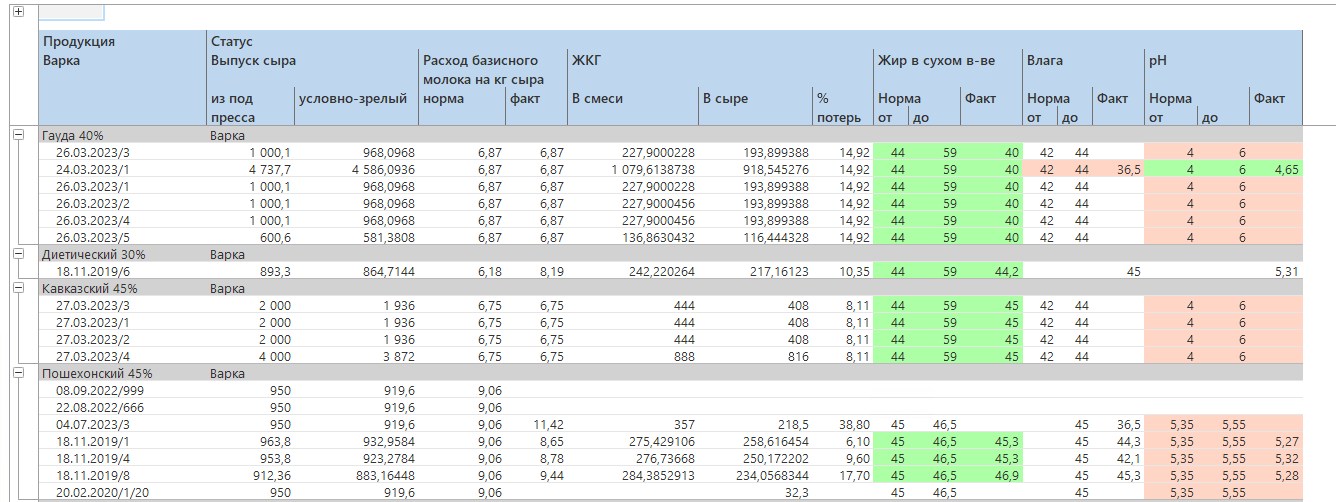 Продукция Статус
Варка Выпуск сыра Расход базисного ЖКГ Жир в сухом в-ве Влага pH
молока на кг сыра
из под условно-зрелый норма факт В смеси В сыре % Норма Факт Норма Факт Норма Факт
пресса потерь от до от до от до
Гауда 40% Варка
26.03.2023/3 1 000,1 968,0968 6,87 6,87 227,9000228 193,899388 14,92 44 59 40 42 44 4 6
24.03.2023/1 4 737,7 4 586,0936 6,87 6,87 1 079,6138738 918,545276 14,92 44 59 40 42 44 36,5 4 6 4,65
26.03.2023/1 1 000,1 968,0968 6,87 6,87 227,9000228 193,899388 14,92 44 59 40 42 44 4 6
26.03.2023/2 1 000,1 968,0968 6,87 6,87 227,9000456 193,899388 14,92 44 59 40 42 44 4 6
26.03.2023/4 1 000,1 968,0968 6,87 6,87 227,9000456 193,899388 14,92 44 59 40 42 44 4 6
26.03.2023/5 600,6 581,3808 6,87 6,87 136,8630432 116,444328 14,92 44 59 40 42 44 4 6
Диетический 30% Варка
18.11.2019/6 893,3 864,7144 6,18 8,19 242,220264 217,16123 10,35 44 59 44,2 45 5,31
Кавказский 45% Варка
27.03.2023/3 2 000 1 936 6,75 6,75 444 408 8,11 44 59 45 42 44 4 6
27.03.2023/1 2 000 1 936 6,75 6,75 444 408 8,11 44 59 45 42 44 4 6
27.03.2023/2 2 000 1 936 6,75 6,75 444 408 8,11 44 59 45 42 44 4 6
27.03.2023/4 4 000 3 872 6,75 6,75 888 816 8,11 44 59 45 42 44 4 6
Пошехонский 45% Варка
08.09.2022/999 950 919,6 9,06
22.08.2022/666 950 919,6 9,06
04.07.2023/3 950 919,6 9,06 11,42 357 218,5 38,80 45 46,5 45 36,5 5,35 5,55
18.11.2019/1 963,8 932,9584 9,06 8,65 275,429106 258,616454 6,10 45 46,5 45,3 45 44,3 5,35 5,55 5,27
18.11.2019/4 953,8 923,2784 9,06 8,78 276,73668 250,172202 9,60 45 46,5 45,3 45 42,1 5,35 5,55 5,32
18.11.2019/8 912,36 883,16448 9,06 9,44 284,3852913 234,0568344 17,70 45 46,5 46,9 45 45,3 5,35 5,55 5,28
20.02.2020/1/20 950 919,6 9,06 32,3 45 46,5 45 5,35 5,55